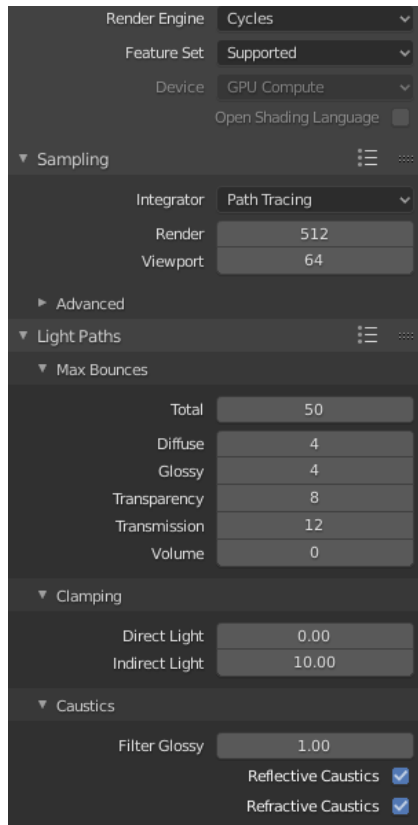 Render Engine Cycles
Feature Set Supported
Device GPU Compute
Open Shading Language
Sampling
Integrator Path Tracing
Render 512
Viewport 64
Advanced
Light Paths
Max Bounces
Total 50
Diffuse 4
Glossy 4
Transparency 8
Transmission 12
Volume 0
Clamping
Direct Light 0.00
Indirect Light 10.00
Caustics
Filter Glossy 1.00
Reflective Caustics
Refractive Caustics